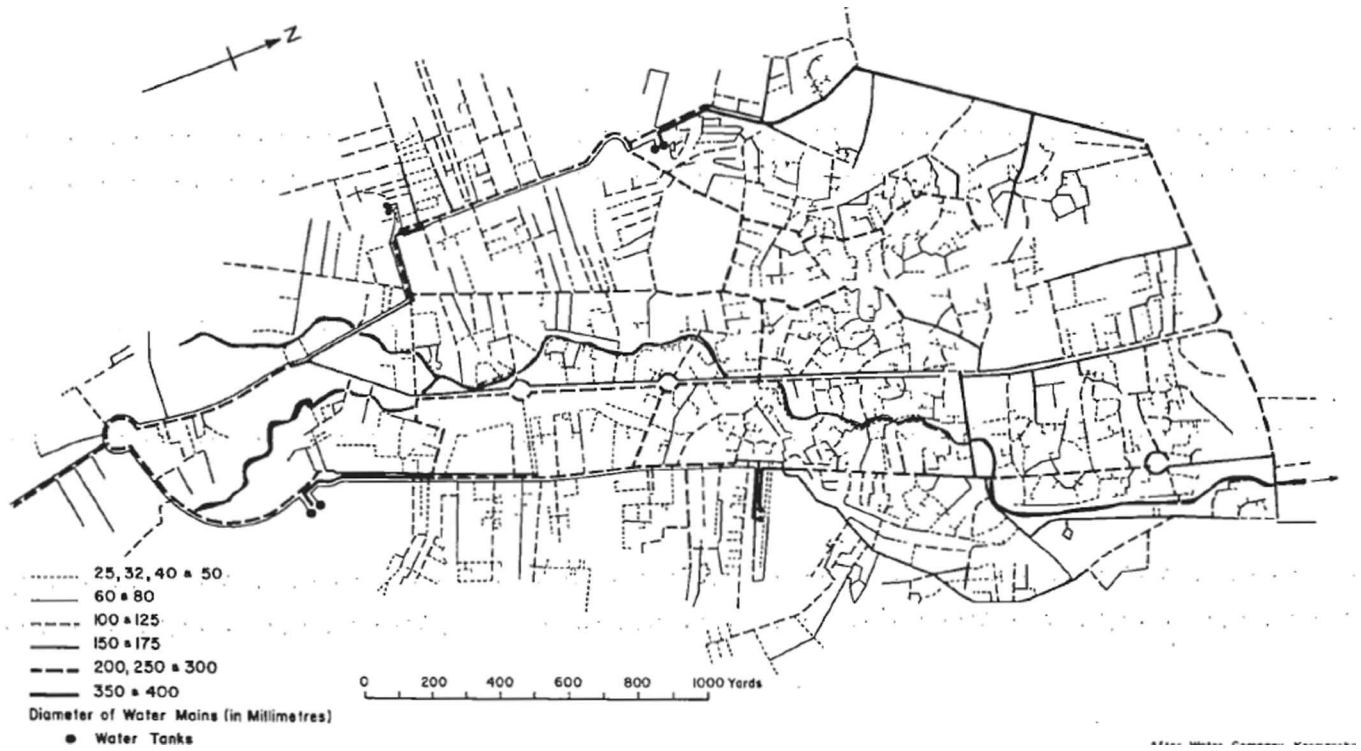 N
25, 32, 40 & 50
60 & 80
100 & 125
150 & 175
200, 250 & 300
350 & 400
Diameter of Water Mains (in Millimetres)
Water Tanks
0 200 400 600 800 1000 Yards
After Water Company,